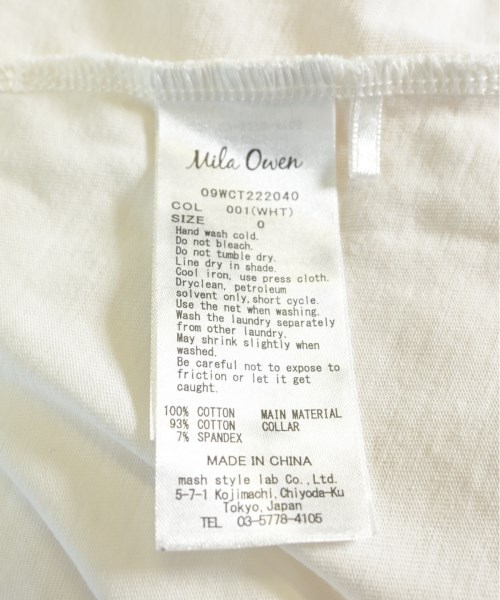 Mila Owen
09WCT222040
COL 001(WHT)
SIZE 0
Hand wash cold.
Do not bleach.
Do not tumble dry.
Line dry in shade.
Cool iron, use press cloth.
Dryclean, petroleum
solvent only,short cycle.
Use the net when washing.
Wash the laundry separately
from other laundry.
May shrink slightly when
washed.
Be careful not to expose to
friction or let it get
caught.
100% COTTON MAIN MATERIAL
93% COTTON COLLAR
7% SPANDEX
MADE IN CHINA
mash style lab Co.,Ltd.
5-7-1 Kojimachi,Chiyoda-Ku
Tokyo,Japan
TEL 03-5778-4105